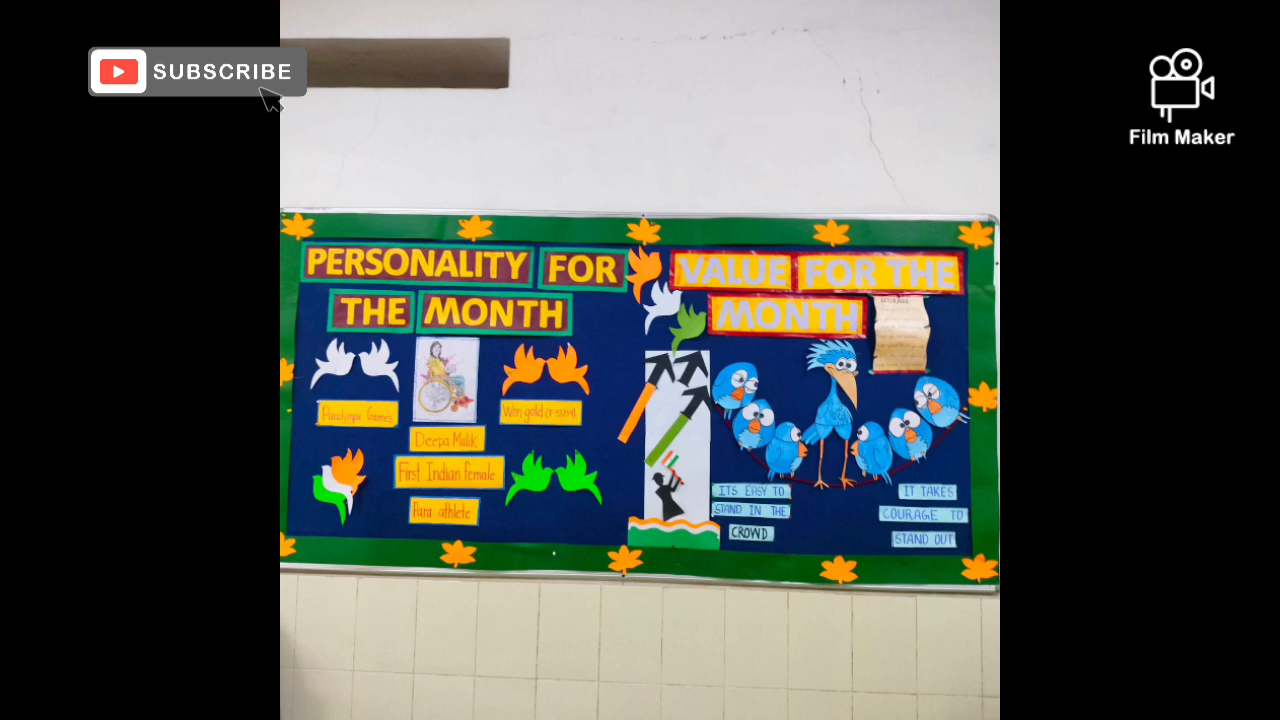 SUBSCRIBE
Film Maker
PERSONALITY FOR
THE MONTH
Paralympic Games
Won gold
Deepa Malik
First Indian female
Para athlete
VALUE FOR THE
MONTH
COURAGE
ITS EASY TO
STAND IN THE
CROWD
IT TAKES
COURAGE TO
STAND OUT